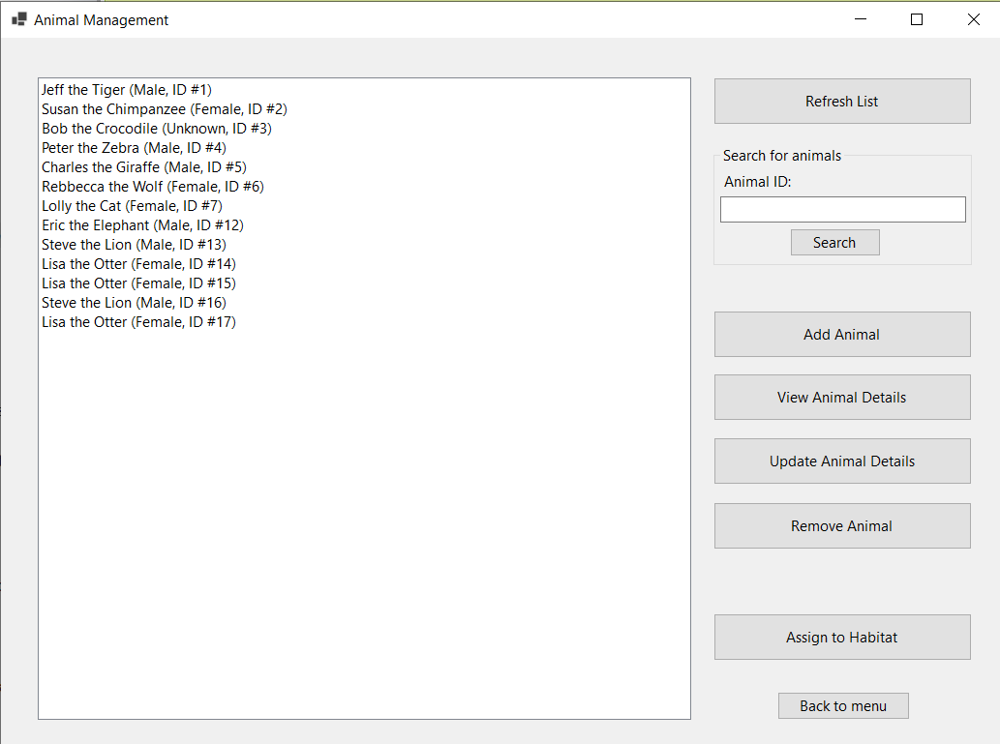 Animal Management
Jeff the Tiger (Male, ID #1)
Susan the Chimpanzee (Female, ID #2)
Bob the Crocodile (Unknown, ID #3)
Peter the Zebra (Male, ID #4)
Charles the Giraffe (Male, ID #5)
Rebbecca the Wolf (Female, ID #6)
Lolly the Cat (Female, ID #7)
Eric the Elephant (Male, ID #12)
Steve the Lion (Male, ID #13)
Lisa the Otter (Female, ID #14)
Lisa the Otter (Female, ID #15)
Steve the Lion (Male, ID #16)
Lisa the Otter (Female, ID #17)
Refresh List
Search for animals
Animal ID:
Search
Add Animal
View Animal Details
Update Animal Details
Remove Animal
Assign to Habitat
Back to menu